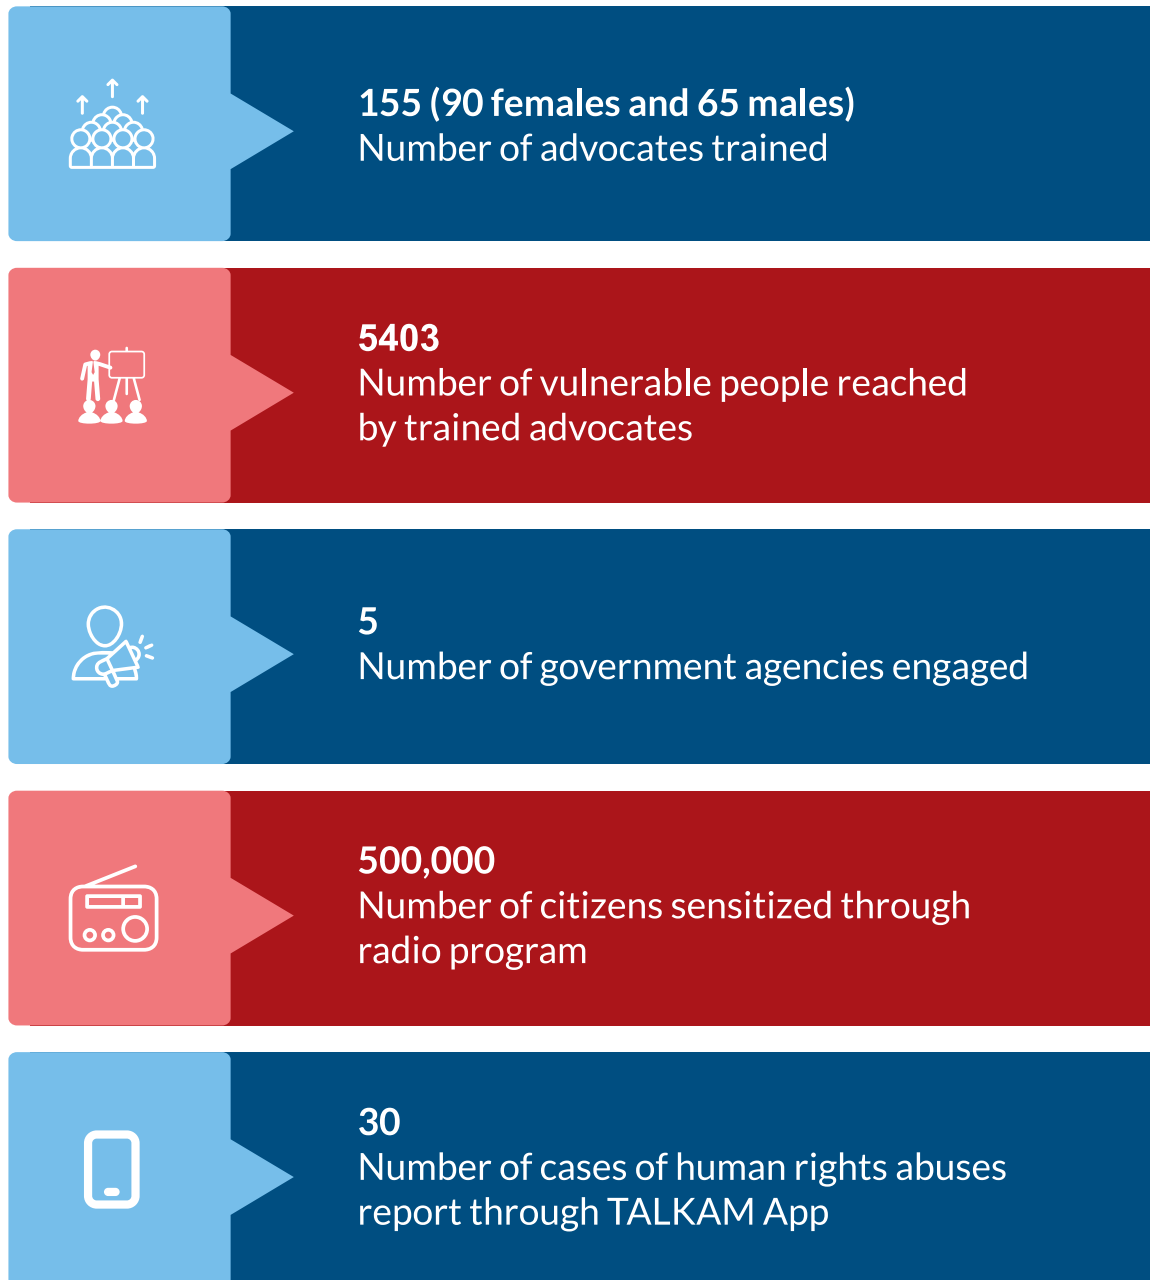 155 (90 females and 65 males)
Number of advocates trained
5403
Number of vulnerable people reached
by trained advocates
5
Number of government agencies engaged
500,000
Number of citizens sensitized through
radio program
30
Number of cases of human rights abuses
report through TALKAM App